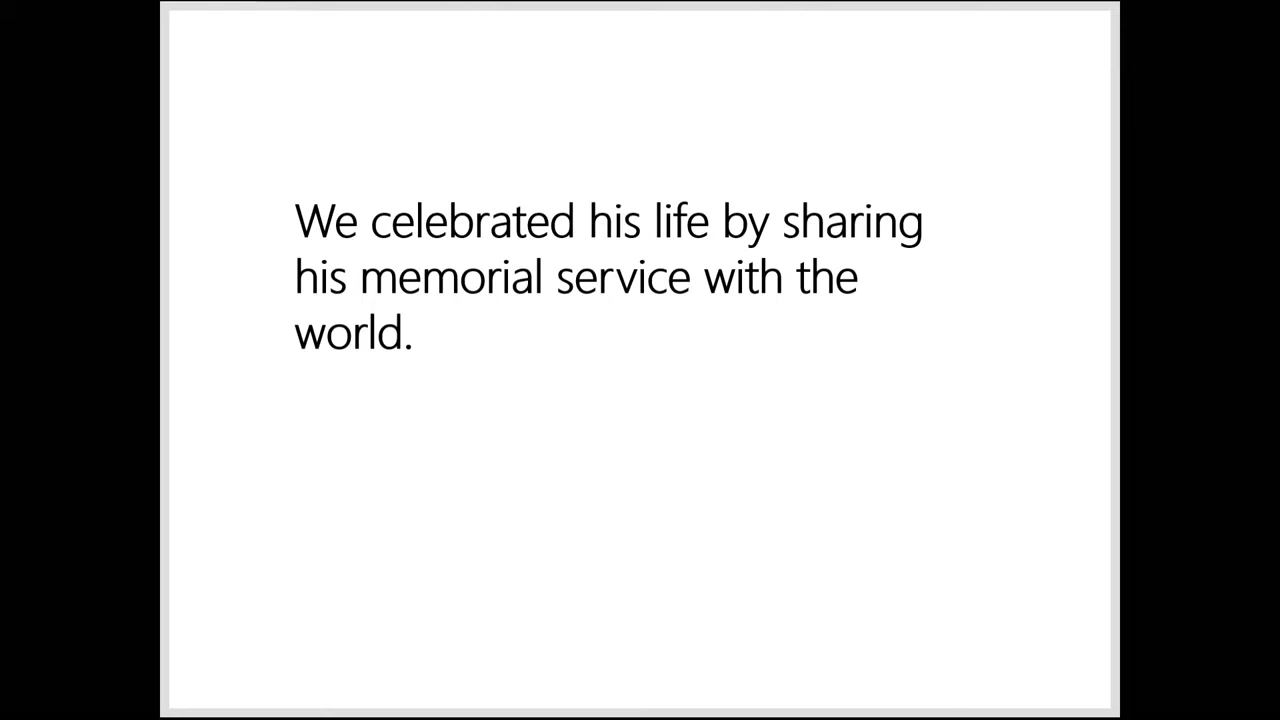 We celebrated his life by sharing
his memorial service with the
world.